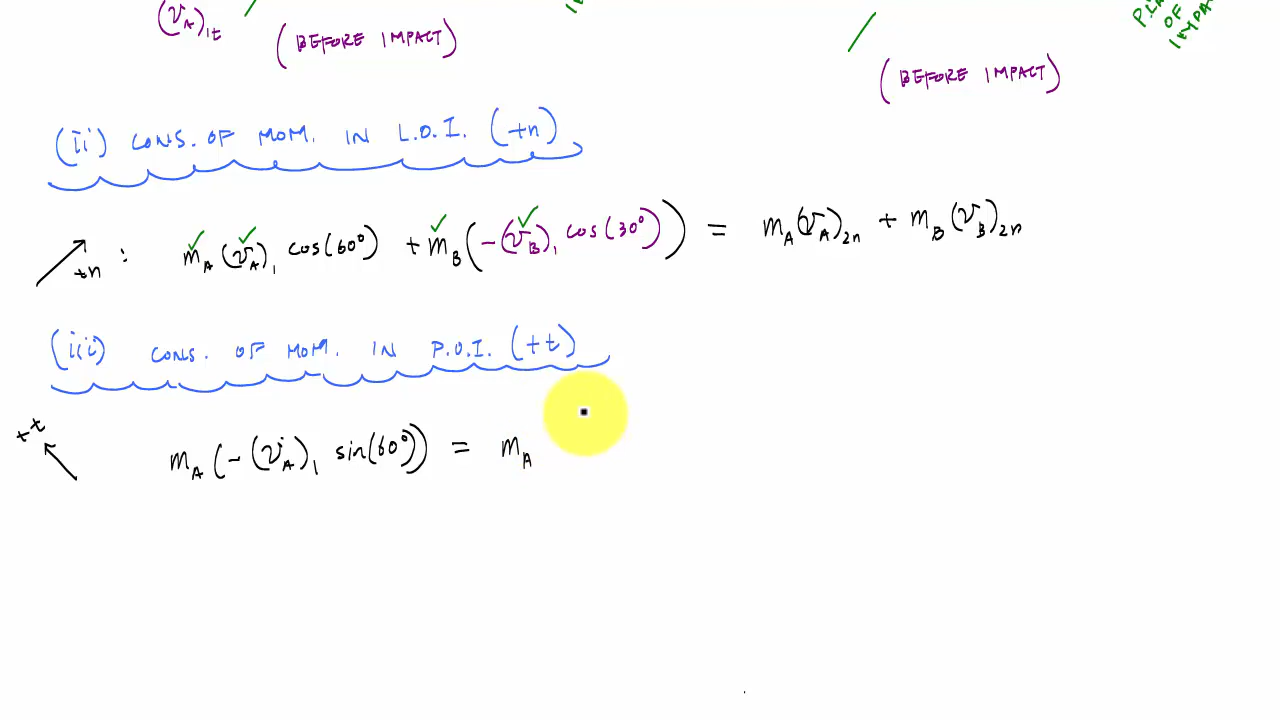 (v_A)_1t
(BEFORE IMPACT)
OF
(BEFORE IMPACT)
(ii) CONS. OF MOM. IN L.O.I. (+n)
+n : m_A (v_A)_1 cos(60°) + m_B (-(v_B)_1 cos(30°)) = m_A (v_A)_2n + m_B (v_B)_2n
(iii) CONS. OF MOM. IN P.O.I. (+t)
+t m_A (-(v_A)_1 sin(60°)) = m_A